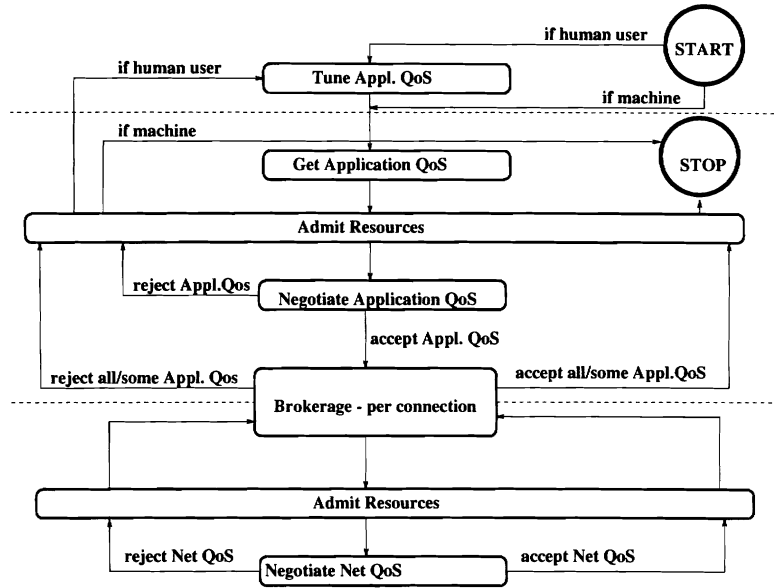 if human user
START
if human user
Tune Appl. QoS
if machine
if machine
Get Application QoS
STOP
Admit Resources
reject Appl.Qos
Negotiate Application QoS
accept Appl. QoS
reject all/some Appl. Qos
accept all/some Appl.QoS
Brokerage - per connection
Admit Resources
reject Net QoS
Negotiate Net QoS
accept Net QoS